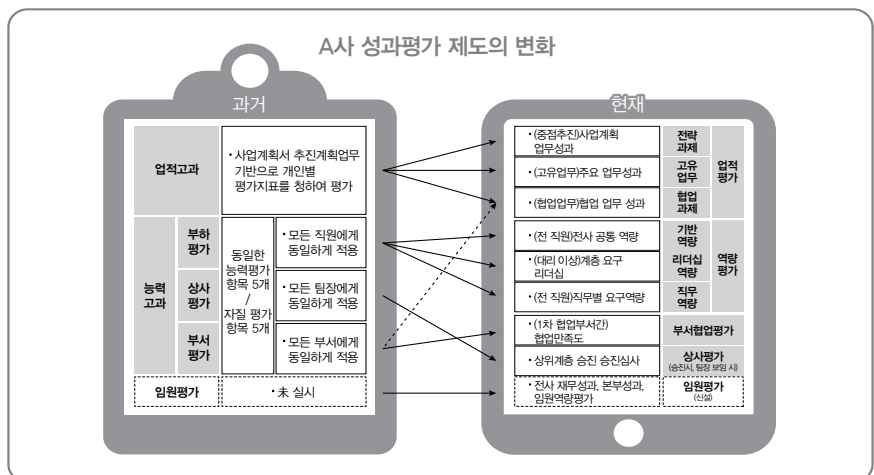 A사 성과평가 제도의 변화
과거
업적고과
• 사업계획서 추진계획업무
기반으로 개인별
평가지표를 청하여 평가
능력
고과
부하
평가
상사
평가
부서
평가
동일한
능력평가
항목 5개
/
자질 평가
항목 5개
• 모든 직원에게
동일하게 적용
• 모든 팀장에게
동일하게 적용
• 모든 부서에게
동일하게 적용
임원평가
• 未 실시
현재
• (중점추진)사업계획
업무성과
전략
과제
• (고유업무)주요 업무성과
고유
업무
• (협업업무)협업 업무 성과
협업
과제
업적
평가
• (전 직원)전사 공통 역량
기반
역량
• (대리 이상)계층 요구
리더십
리더십
역량
• (전 직원)직무별 요구역량
직무
역량
역량
평가
• (1차 협업부서간)
협업만족도
부서협업평가
• 상위계층 승진 승진심사
상사평가
(승진시, 팀장 보임 시)
• 전사 재무성과, 본부성과,
임원역량평가
임원평가
(신설)